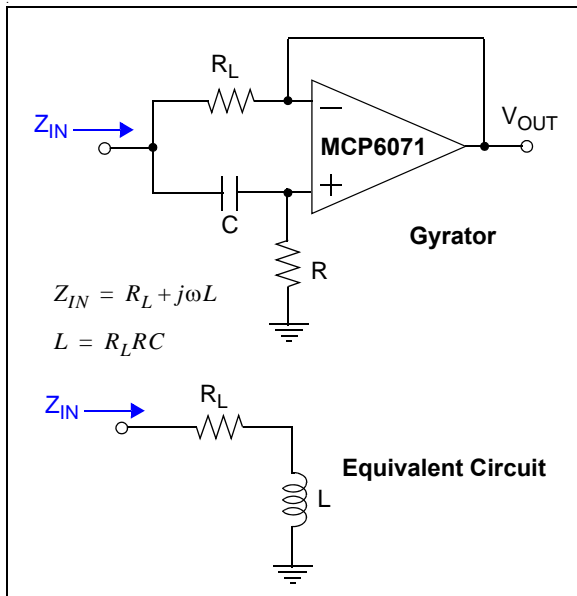 R_L
Z_IN
V_OUT
MCP6071
C
Gyrator
R
Z_IN = R_L + jωL
L = R_L RC
Z_IN
R_L
Equivalent Circuit
L